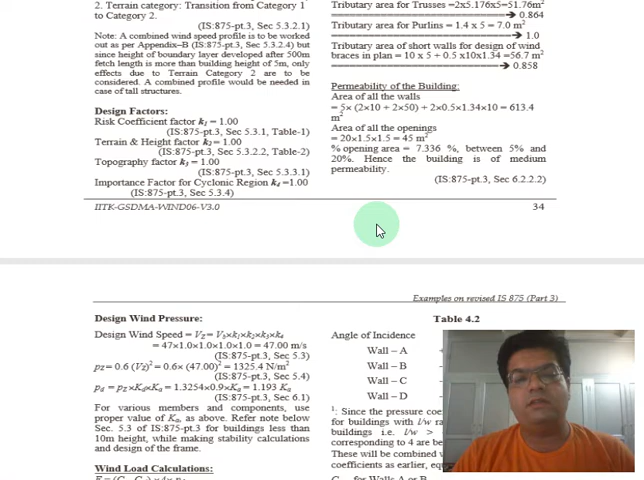 2. Terrain category: Transition from Category 1
to Category 2.
(IS:875-pt.3, Sec 5.3.2.1)
Note: A combined wind speed profile is to be worked
out as per Appendix–B (IS:875-pt.3, Sec 5.3.2.4) but
since height of boundary layer developed after 500m
fetch length is more than building height of 5m, only
effects due to Terrain Category 2 are to be
considered. A combined profile would be needed in
case of tall structures.
Design Factors:
Risk Coefficient factor k₁ = 1.00
(IS:875-pt.3, Sec 5.3.1, Table-1)
Terrain & Height factor k₂ = 1.00
(IS:875-pt.3, Sec 5.3.2.2, Table-2)
Topography factor k₃ = 1.00
(IS:875-pt.3, Sec 5.3.3.1)
Importance Factor for Cyclonic Region k₄ =1.00
(IS:875-pt.3, Sec 5.3.4)
Tributary area for Trusses =2x5.176x5=51.76m²
0.864
Tributary area for Purlins = 1.4 x 5 = 7.0 m²
1.0
Tributary area of short walls for design of wind
braces in plan = 10 x 5 + 0.5 x10x1.34 =56.7 m²
0.858
Permeability of the Building:
Area of all the walls
= 5× (2×10 + 2×50) + 2×0.5×1.34×10 = 613.4
m²
Area of all the openings
= 20×1.5×1.5 = 45 m²
% opening area = 7.336 %, between 5% and
20%. Hence the building is of medium
permeability.
(IS:875-pt.3, Sec 6.2.2.2)
IITK-GSDMA-WIND06-V3.0
34
Examples on revised IS 875 (Part 3)
Design Wind Pressure:
Design Wind Speed = Vz= Vb×k₁×k₂×k₃×k₄
= 47×1.0×1.0×1.0×1.0 = 47.00 m/s
(IS:875-pt.3, Sec 5.3)
pz= 0.6 (Vz)² = 0.6× (47.00)² = 1325.4 N/m²
(IS:875-pt.3, Sec 5.4)
pd = pz×Kd×Ka = 1.3254×0.9×Ka = 1.193 Ka
(IS:875-pt.3, Sec 6.1)
For various members and components, use
proper value of Ka, as above. Refer note below
Sec. 5.3 of IS:875-pt.3 for buildings less than
10m height, while making stability calculations
and design of the frame.
Wind Load Calculations:
Table 4.2
Angle of Incidence
Wall – A
Wall – B
Wall – C
Wall – D
¹: Since the pressure coe
for buildings with l/w ra
buildings i.e. l/w >
corresponding to 4 are be
These will be combined
coefficients as earlier, equ
for Walls A or B